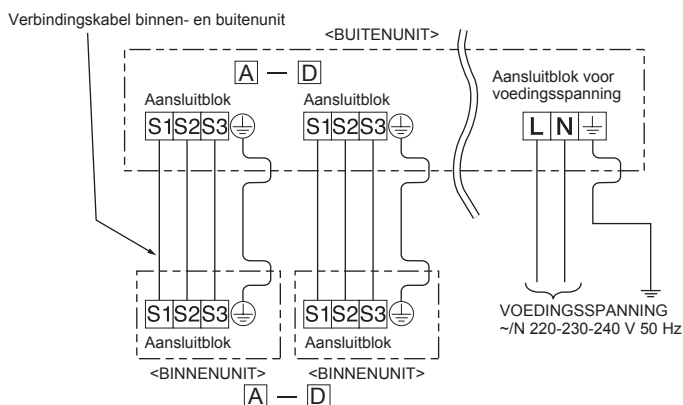 Verbindingskabel binnen- en buitenunit
<BUITENUNIT>
A — D
Aansluitblok voor
voedingsspanning
Aansluitblok
Aansluitblok
S1 S2 S3
S1 S2 S3
L N
S1 S2 S3
S1 S2 S3
Aansluitblok
Aansluitblok
VOEDINGSSPANNING
~/N 220-230-240 V 50 Hz
<BINNENUNIT>
<BINNENUNIT>
A — D